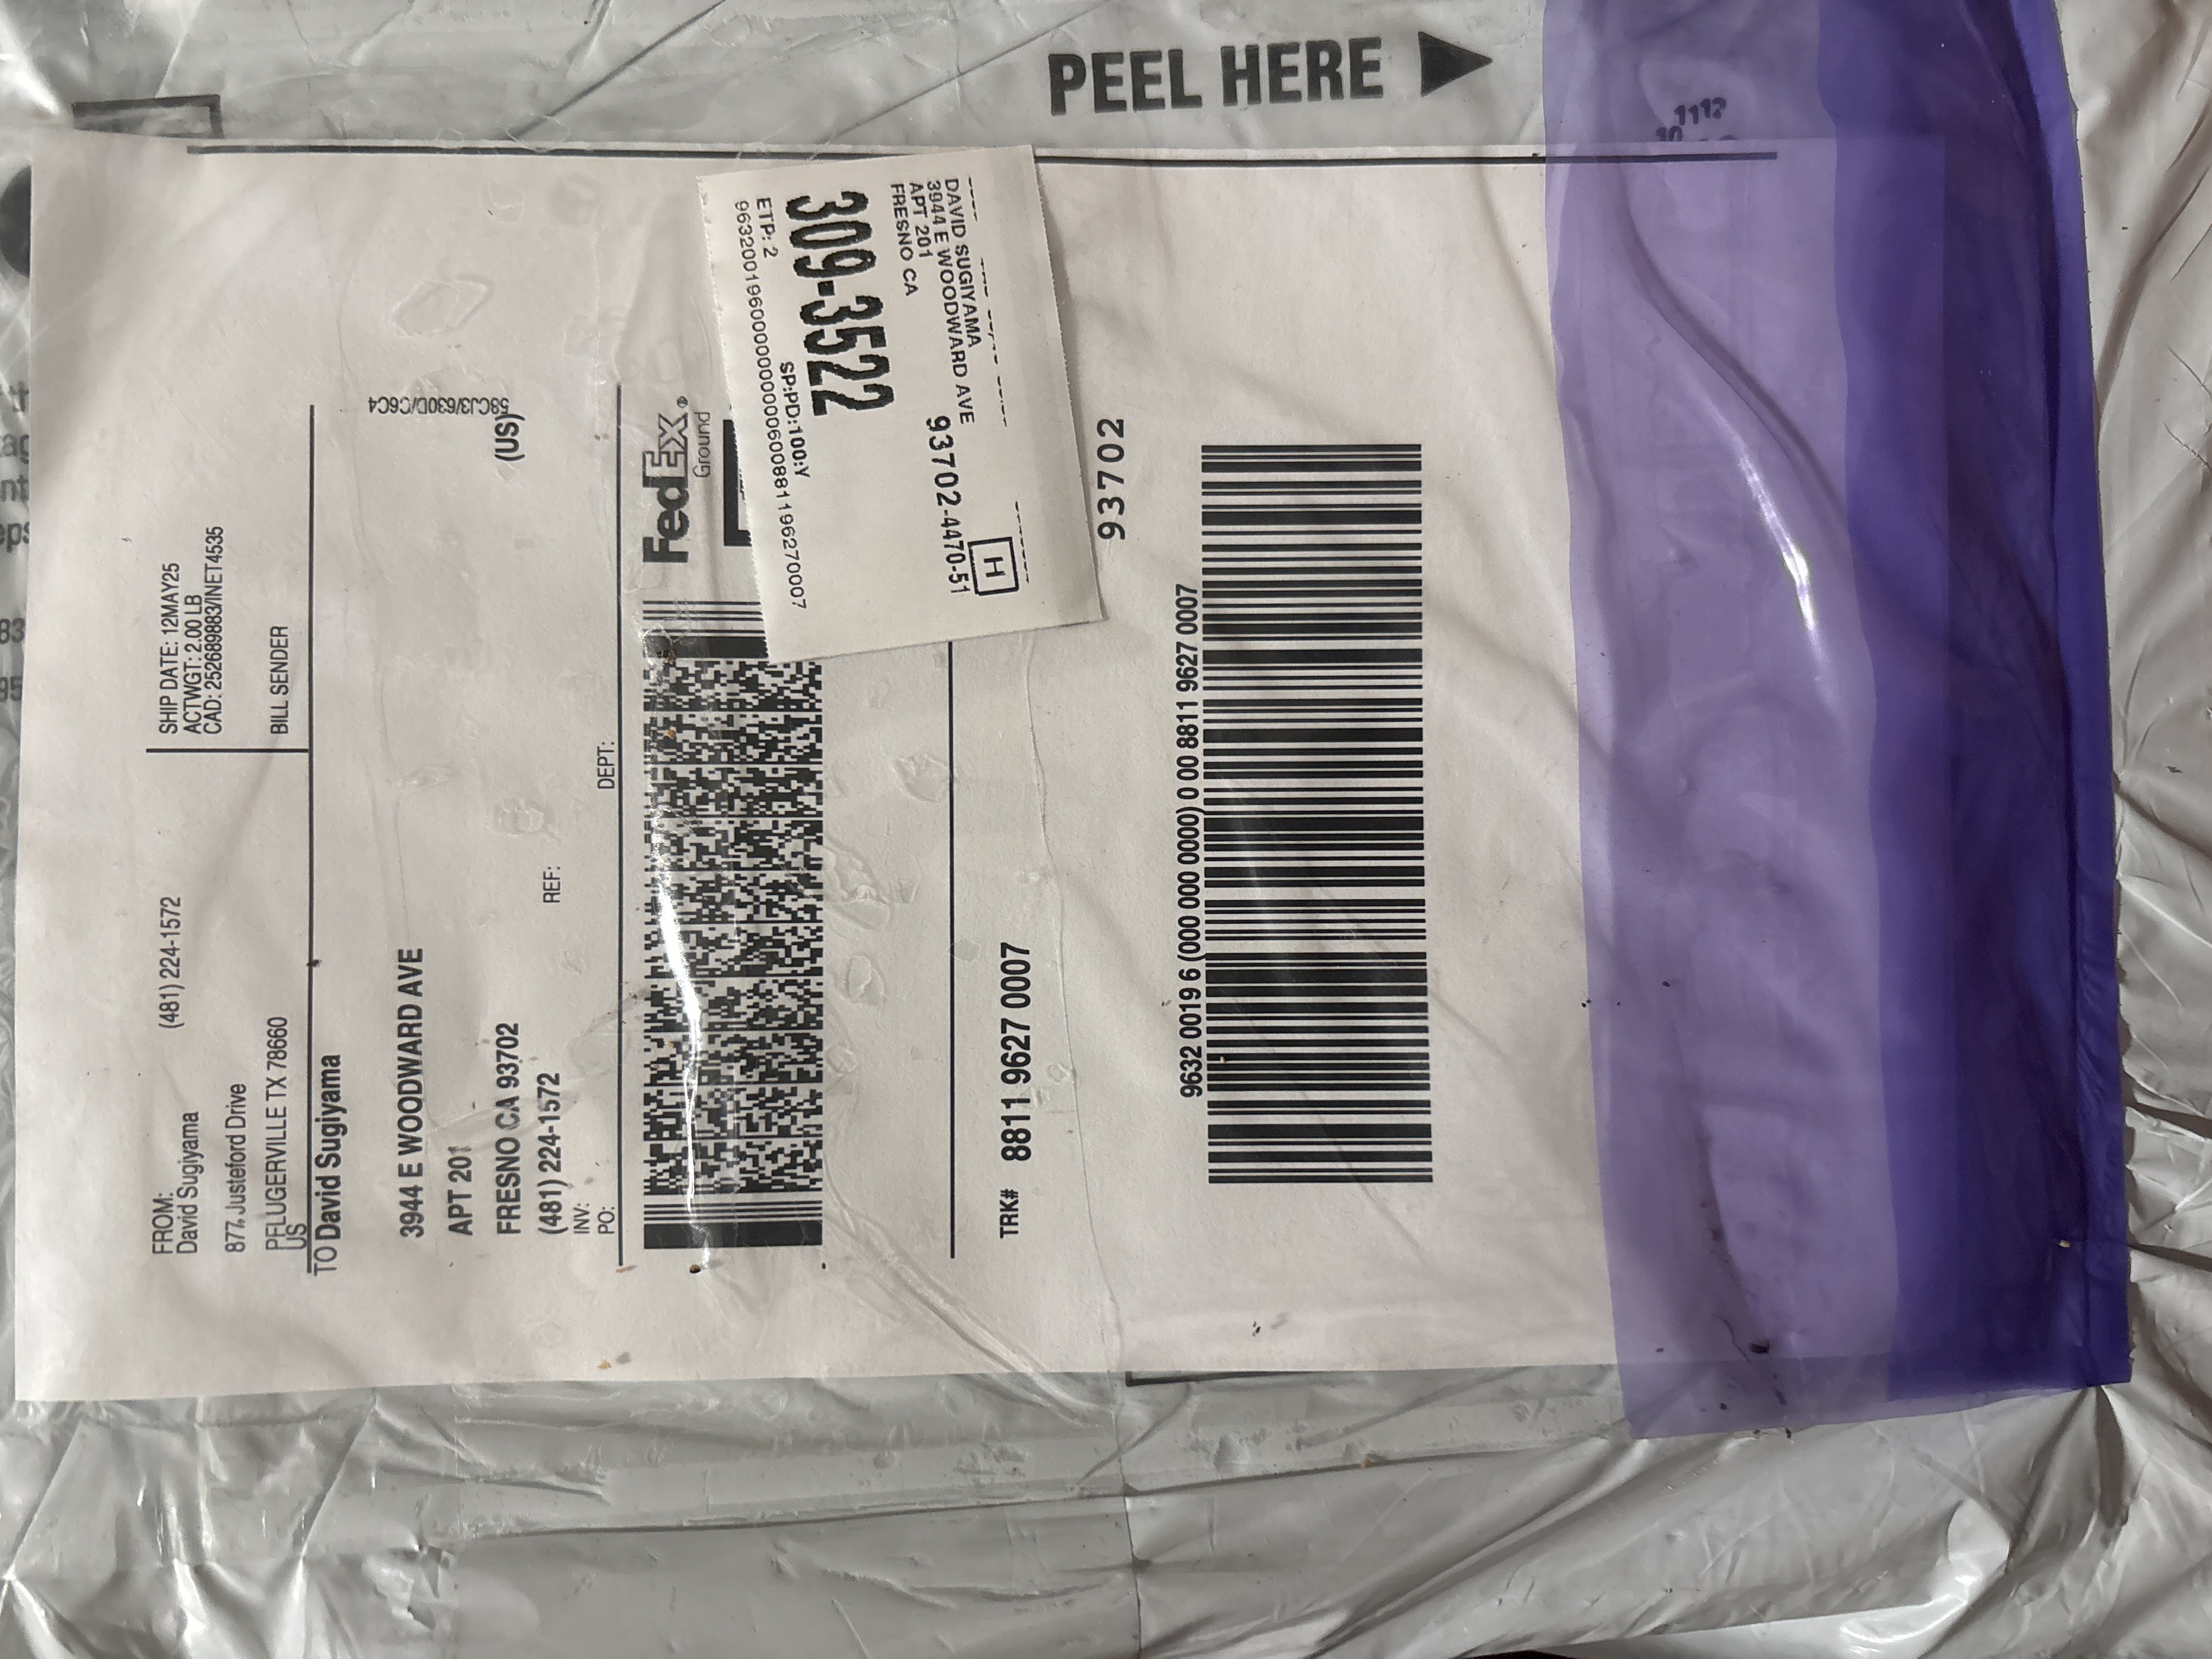 PEEL HERE
FROM:
(481) 224-1572
David Sugiyama
877, Justeford Drive
PFLUGERVILLE TX 78660
US
SHIP DATE: 12MAY25
ACTWGT: 2.00 LB
CAD: 252689883/INET4535
BILL SENDER
TO David Sugiyama
3944 E WOODWARD AVE
APT 201
FRESNO CA 93702
(US)
(481) 224-1572
REF:
INV:
PO:
DEPT:
58CJ3/630D/C6C4
FedEx®
Ground
TRK# 8811 9627 0007
93702
9632 0019 6 (000 000 0000) 0 00 8811 9627 0007
DAVID SUGIYAMA
3944 E WOODWARD AVE
APT 201
FRESNO CA
93702-4470-51
H
309-3522
SP:PD:100:Y
ETP: 2
9632001960000000000600881196270007